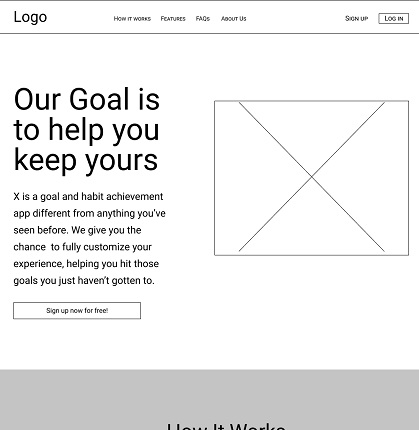 Logo
How it works Features FAQs About Us
Sign up Log in
Our Goal is
to help you
keep yours
X is a goal and habit achievement
app different from anything you've
seen before. We give you the
chance to fully customize your
experience, helping you hit those
goals you just haven't gotten to.
Sign up now for free!
How It Works